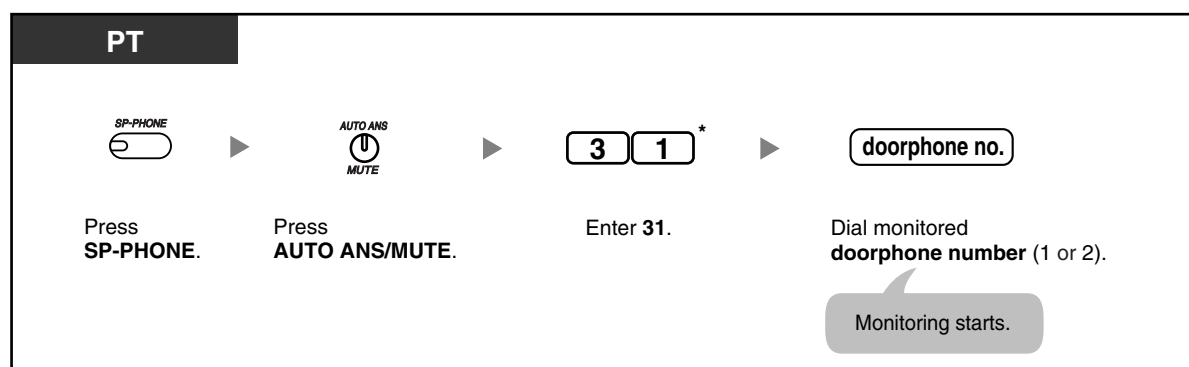 PT
SP-PHONE
AUTO ANS
MUTE
3 1 *
doorphone no.
Press
SP-PHONE.
Press
AUTO ANS/MUTE.
Enter 31.
Dial monitored
doorphone number (1 or 2).
Monitoring starts.